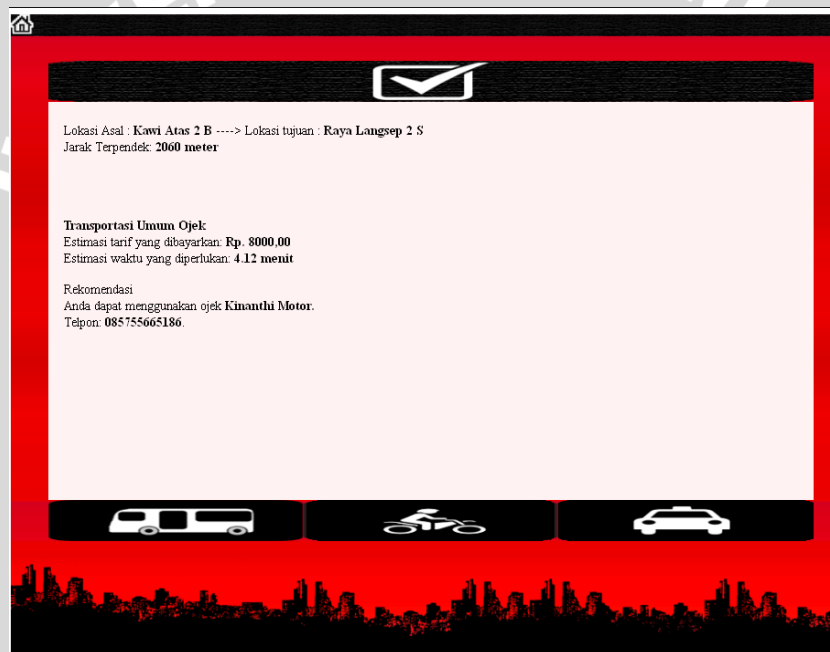 Lokasi Asal : Kawi Atas 2 B ----> Lokasi tujuan : Raya Langsep 2 S
Jarak Terpendek: 2060 meter
Transportasi Umum Ojek
Estimasi tarif yang dibayarkan: Rp. 8000,00
Estimasi waktu yang diperlukan: 4.12 menit
Rekomendasi
Anda dapat menggunakan ojek Kinanthi Motor.
Telpon: 085755665186.